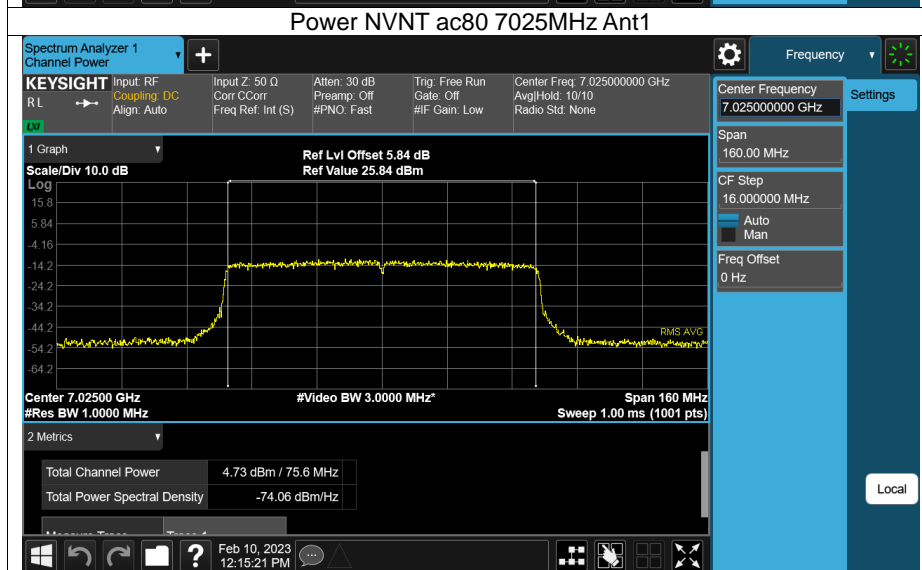 Power NVNT ac80 7025MHz Ant1
Spectrum Analyzer 1
Channel Power
Frequency
KEYSIGHT
RL
LXI
Input: RF
Coupling: DC
Align: Auto
Input Z: 50 Ω
Corr CCorr
Freq Ref: Int (S)
Atten: 30 dB
Preamp: Off
#PNO: Fast
Trig: Free Run
Gate: Off
#IF Gain: Low
Center Freq: 7.025000000 GHz
Avg|Hold: 10/10
Radio Std: None
Center Frequency
7.025000000 GHz
Settings
Span
160.00 MHz
CF Step
16.000000 MHz
Auto
Man
Freq Offset
0 Hz
1 Graph
Scale/Div 10.0 dB
Ref Lvl Offset 5.84 dB
Ref Value 25.84 dBm
Log
15.8
5.84
-4.16
-14.2
-24.2
-34.2
-44.2
-54.2
-64.2
RMS AVG
Center 7.02500 GHz
#Video BW 3.0000 MHz*
Span 160 MHz
#Res BW 1.0000 MHz
Sweep 1.00 ms (1001 pts)
2 Metrics
Total Channel Power 4.73 dBm / 75.6 MHz
Total Power Spectral Density -74.06 dBm/Hz
Local
?
Feb 10, 2023
12:15:21 PM